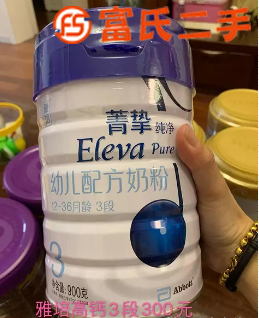 富氏二手
菁挚 纯净
Eleva Pure
幼儿配方奶粉
12-36月龄 3段
3
净含量:900克
Abbott
雅培高钙3段300元